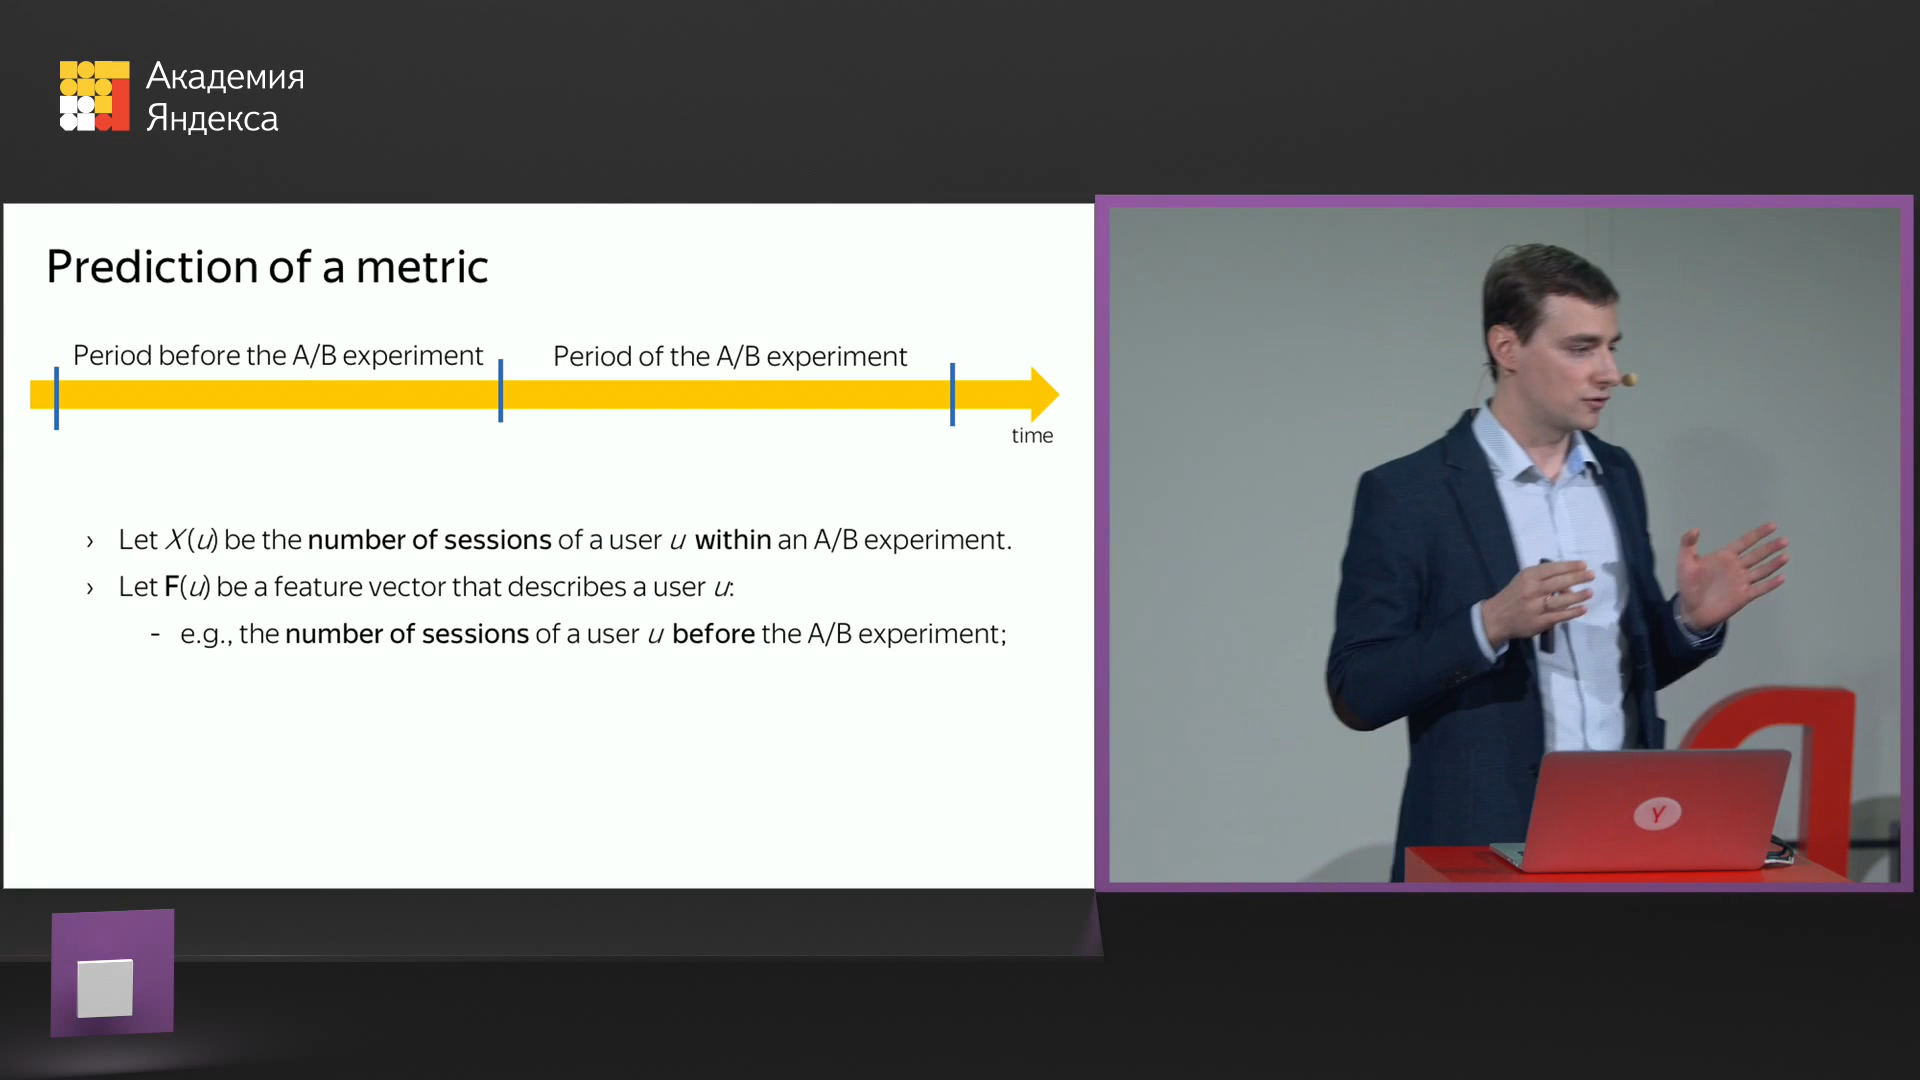 Академия
Яндекса
Prediction of a metric
Period before the A/B experiment
Period of the A/B experiment
time
› Let X(u) be the number of sessions of a user u within an A/B experiment.
› Let F(u) be a feature vector that describes a user u:
- e.g., the number of sessions of a user u before the A/B experiment;
Я
Y